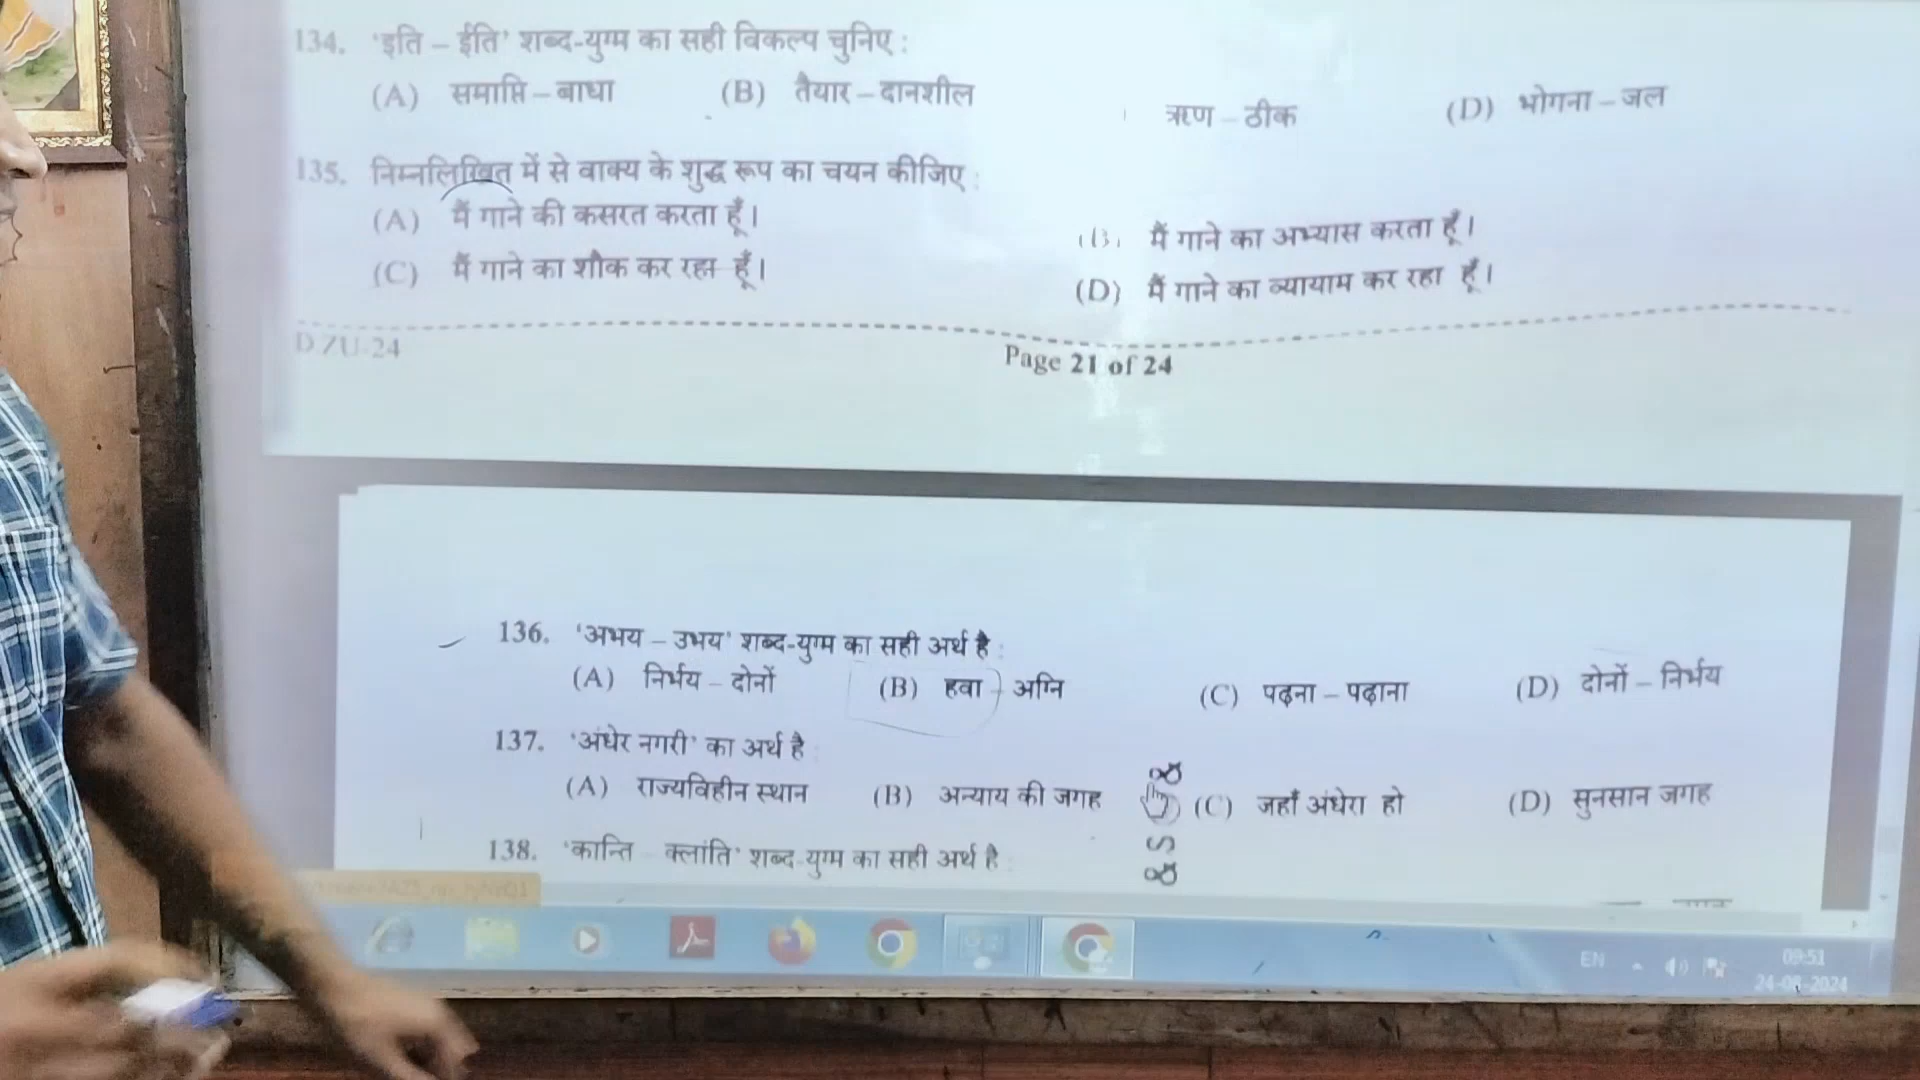 134. 'इति – ईति' शब्द-युग्म का सही विकल्प चुनिए :
(A) समाप्ति – बाधा (B) तैयार – दानशील ऋण – ठीक (D) भोगना – जल
135. निम्नलिखित में से वाक्य के शुद्ध रूप का चयन कीजिए :
(A) मैं गाने की कसरत करता हूँ। (B) मैं गाने का अभ्यास करता हूँ।
(C) मैं गाने का शौक कर रहा हूँ। (D) मैं गाने का व्यायाम कर रहा हूँ।
D.ZU-24 Page 21 of 24
136. 'अभय – उभय' शब्द-युग्म का सही अर्थ है :
(A) निर्भय – दोनों (B) हवा – अग्नि (C) पढ़ना – पढ़ाना (D) दोनों – निर्भय
137. 'अंधेर नगरी' का अर्थ है :
(A) राज्यविहीन स्थान (B) अन्याय की जगह (C) जहाँ अंधेरा हो (D) सुनसान जगह
138. 'कान्ति – क्लांति' शब्द-युग्म का सही अर्थ है :
EN 09:51
24-08-2024